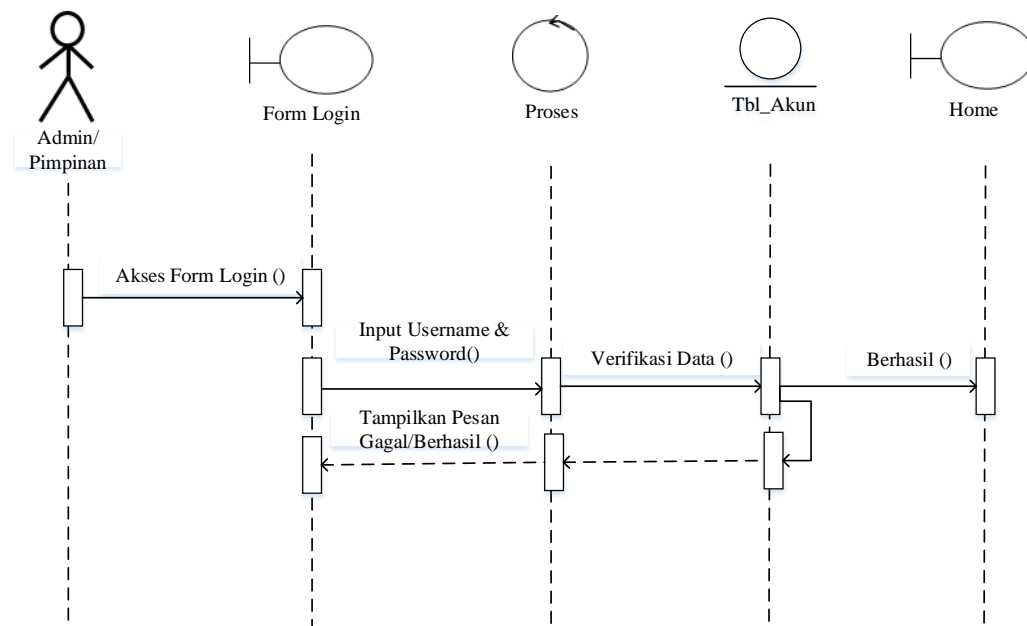 Admin/
Pimpinan
Form Login
Proses
Tbl_Akun
Home
Akses Form Login ()
Input Username &
Password()
Verifikasi Data ()
Berhasil ()
Tampilkan Pesan
Gagal/Berhasil ()